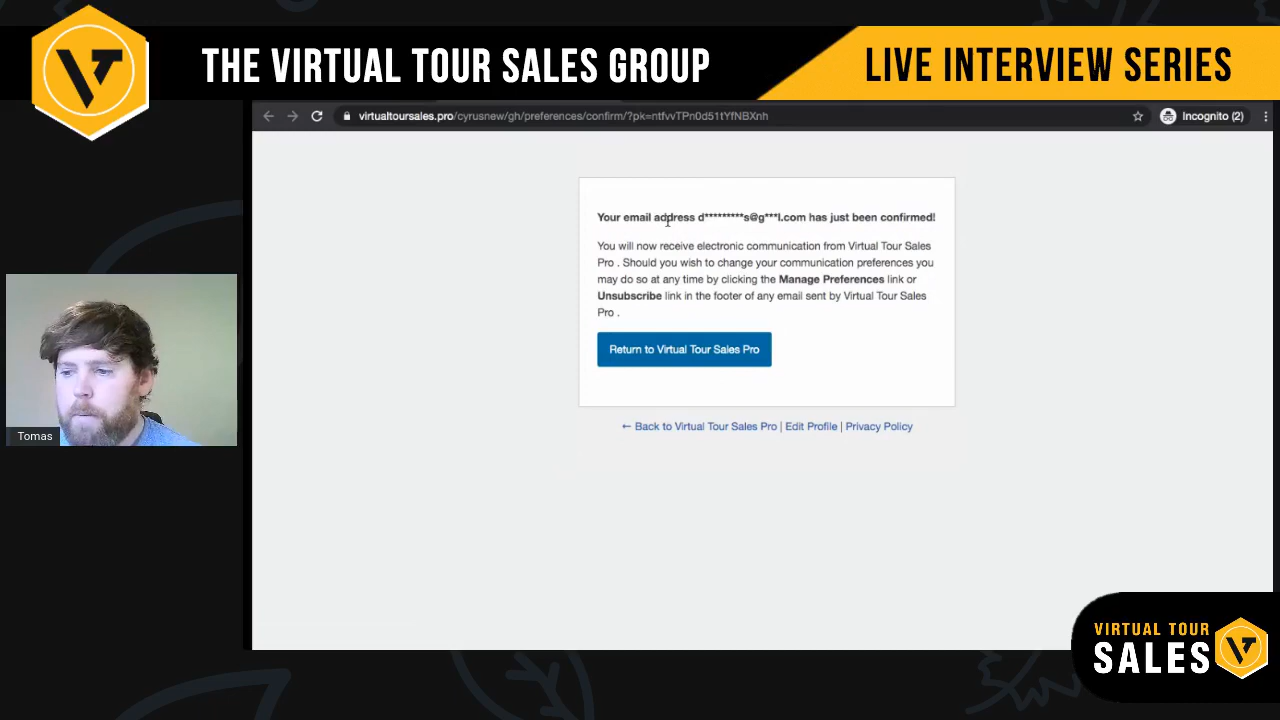 THE VIRTUAL TOUR SALES GROUP
LIVE INTERVIEW SERIES
virtualtoursales.pro/cyrusnew/gh/preferences/confirm/?pk=ntfvvTPn0d51tYfNBXnh
Incognito (2)
Your email address d*********s@g***l.com has just been confirmed!
You will now receive electronic communication from Virtual Tour Sales
Pro . Should you wish to change your communication preferences you
may do so at any time by clicking the Manage Preferences link or
Unsubscribe link in the footer of any email sent by Virtual Tour Sales
Pro .
Return to Virtual Tour Sales Pro
← Back to Virtual Tour Sales Pro | Edit Profile | Privacy Policy
Tomas
VIRTUAL TOUR
SALES